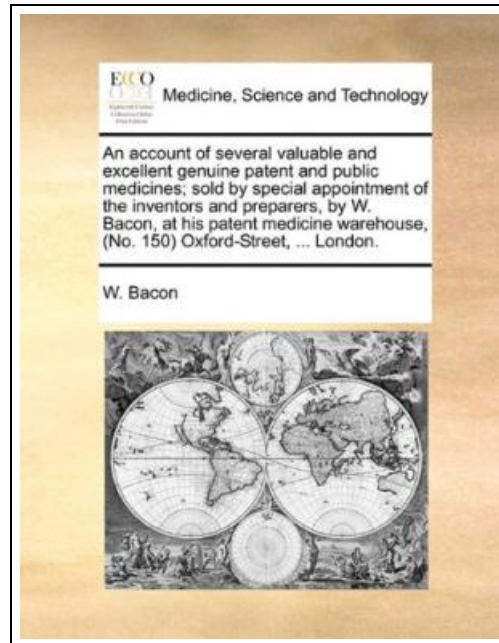 ECCO
Medicine, Science and Technology
An account of several valuable and
excellent genuine patent and public
medicines; sold by special appointment of
the inventors and preparers, by W.
Bacon, at his patent medicine warehouse,
(No. 150) Oxford-Street, ... London.
W. Bacon